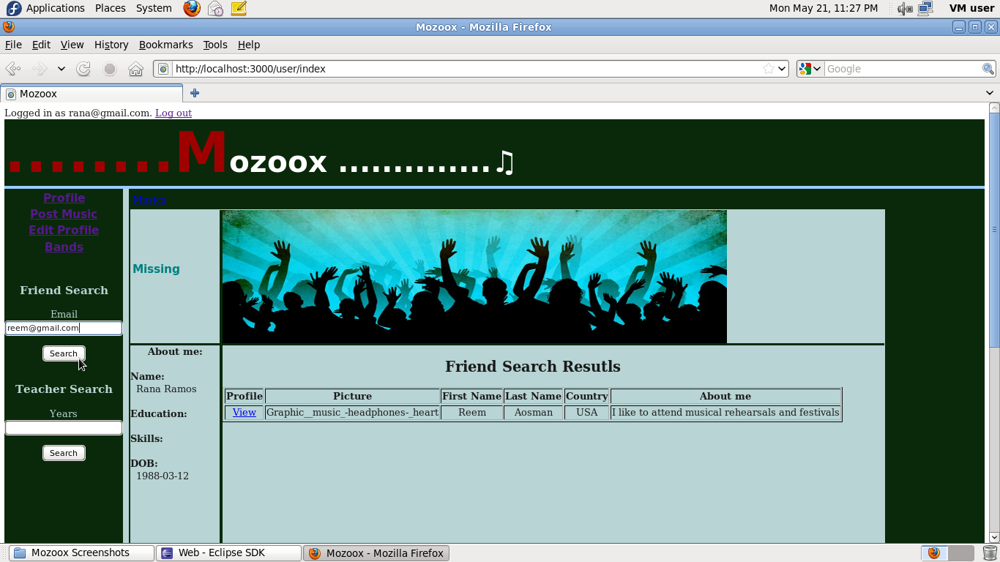 Applications Places System Mon May 21, 11:27 PM VM user
Mozoox - Mozilla Firefox
File Edit View History Bookmarks Tools Help
http://localhost:3000/user/index Google
Mozoox
Logged in as rana@gmail.com. Log out
........Mozoox ..............♫
Profile
Post Music
Edit Profile
Bands
Friend Search
Email
reem@gmail.com
Search
Teacher Search
Years
Search
Missing
About me:
Name:
Rana Ramos
Education:
Skills:
DOB:
1988-03-12
Friend Search Resutls
Profile Picture First Name Last Name Country About me
View Graphic__music_-headphones-_heart Reem Aosman USA I like to attend musical rehearsals and festivals
Mozoox Screenshots Web - Eclipse SDK Mozoox - Mozilla Firefox